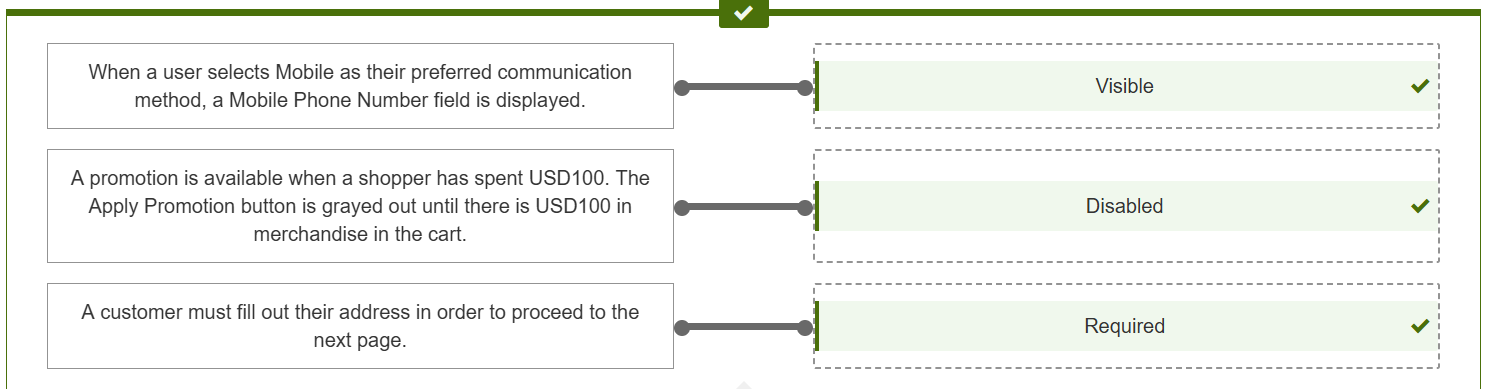 When a user selects Mobile as their preferred communication
method, a Mobile Phone Number field is displayed.
Visible
A promotion is available when a shopper has spent USD100. The
Apply Promotion button is grayed out until there is USD100 in
merchandise in the cart.
Disabled
A customer must fill out their address in order to proceed to the
next page.
Required